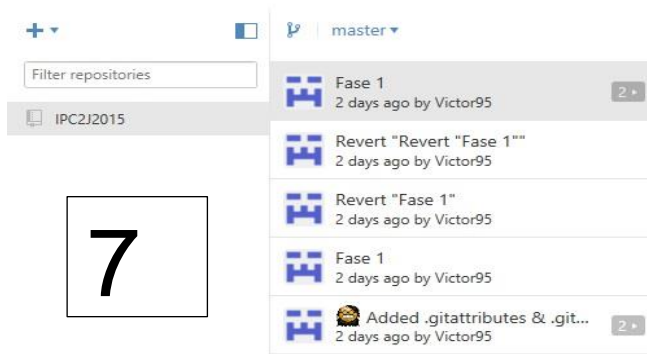 master
Filter repositories
IPC2J2015
7
Fase 1
2 days ago by Victor95
2
Revert "Revert "Fase 1""
2 days ago by Victor95
Revert "Fase 1"
2 days ago by Victor95
Fase 1
2 days ago by Victor95
Added .gitattributes & .git...
2 days ago by Victor95
2